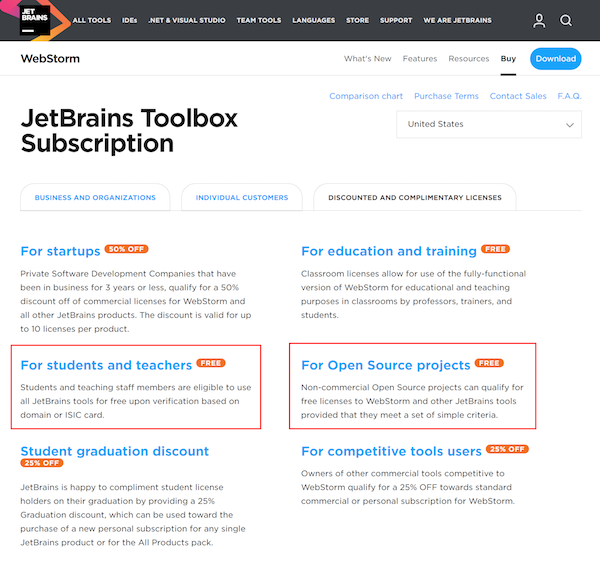 JET
BRAINS
ALL TOOLS IDEs .NET & VISUAL STUDIO TEAM TOOLS LANGUAGES STORE SUPPORT WE ARE JETBRAINS
WebStorm
What's New Features Resources Buy Download
Comparison chart Purchase Terms Contact Sales F.A.Q.
JetBrains Toolbox
Subscription
United States
BUSINESS AND ORGANIZATIONS INDIVIDUAL CUSTOMERS DISCOUNTED AND COMPLIMENTARY LICENSES
For startups 50% OFF
Private Software Development Companies that have
been in business for 3 years or less, qualify for a 50%
discount off of commercial licenses for WebStorm and
all other JetBrains products. The discount is valid for up
to 10 licenses per product.
For education and training FREE
Classroom licenses allow for use of the fully-functional
version of WebStorm for educational and teaching
purposes in classrooms by professors, trainers, and
students.
For students and teachers FREE
Students and teaching staff members are eligible to use
all JetBrains tools for free upon verification based on
domain or ISIC card.
For Open Source projects FREE
Non-commercial Open Source projects can qualify for
free licenses to WebStorm and other JetBrains tools
provided that they meet a set of simple criteria.
Student graduation discount
25% OFF
JetBrains is happy to compliment student license
holders on their graduation by providing a 25%
Graduation discount, which can be used toward the
purchase of a new personal subscription for any single
JetBrains product or for the All Products pack.
For competitive tools users 25% OFF
Owners of other commercial tools competitive to
WebStorm qualify for a 25% OFF towards standard
commercial or personal subscription for WebStorm.